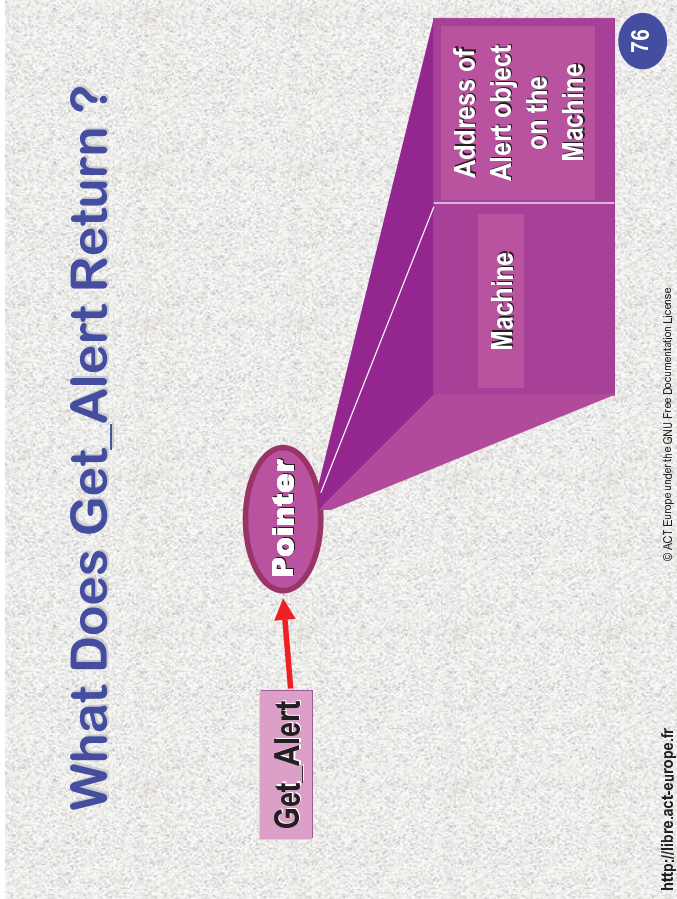 What Does Get_Alert Return ?
Get_Alert
Pointer
Machine
Address of
Alert object
on the
Machine
http://libre.act-europe.fr
© ACT Europe under the GNU Free Documentation License
76